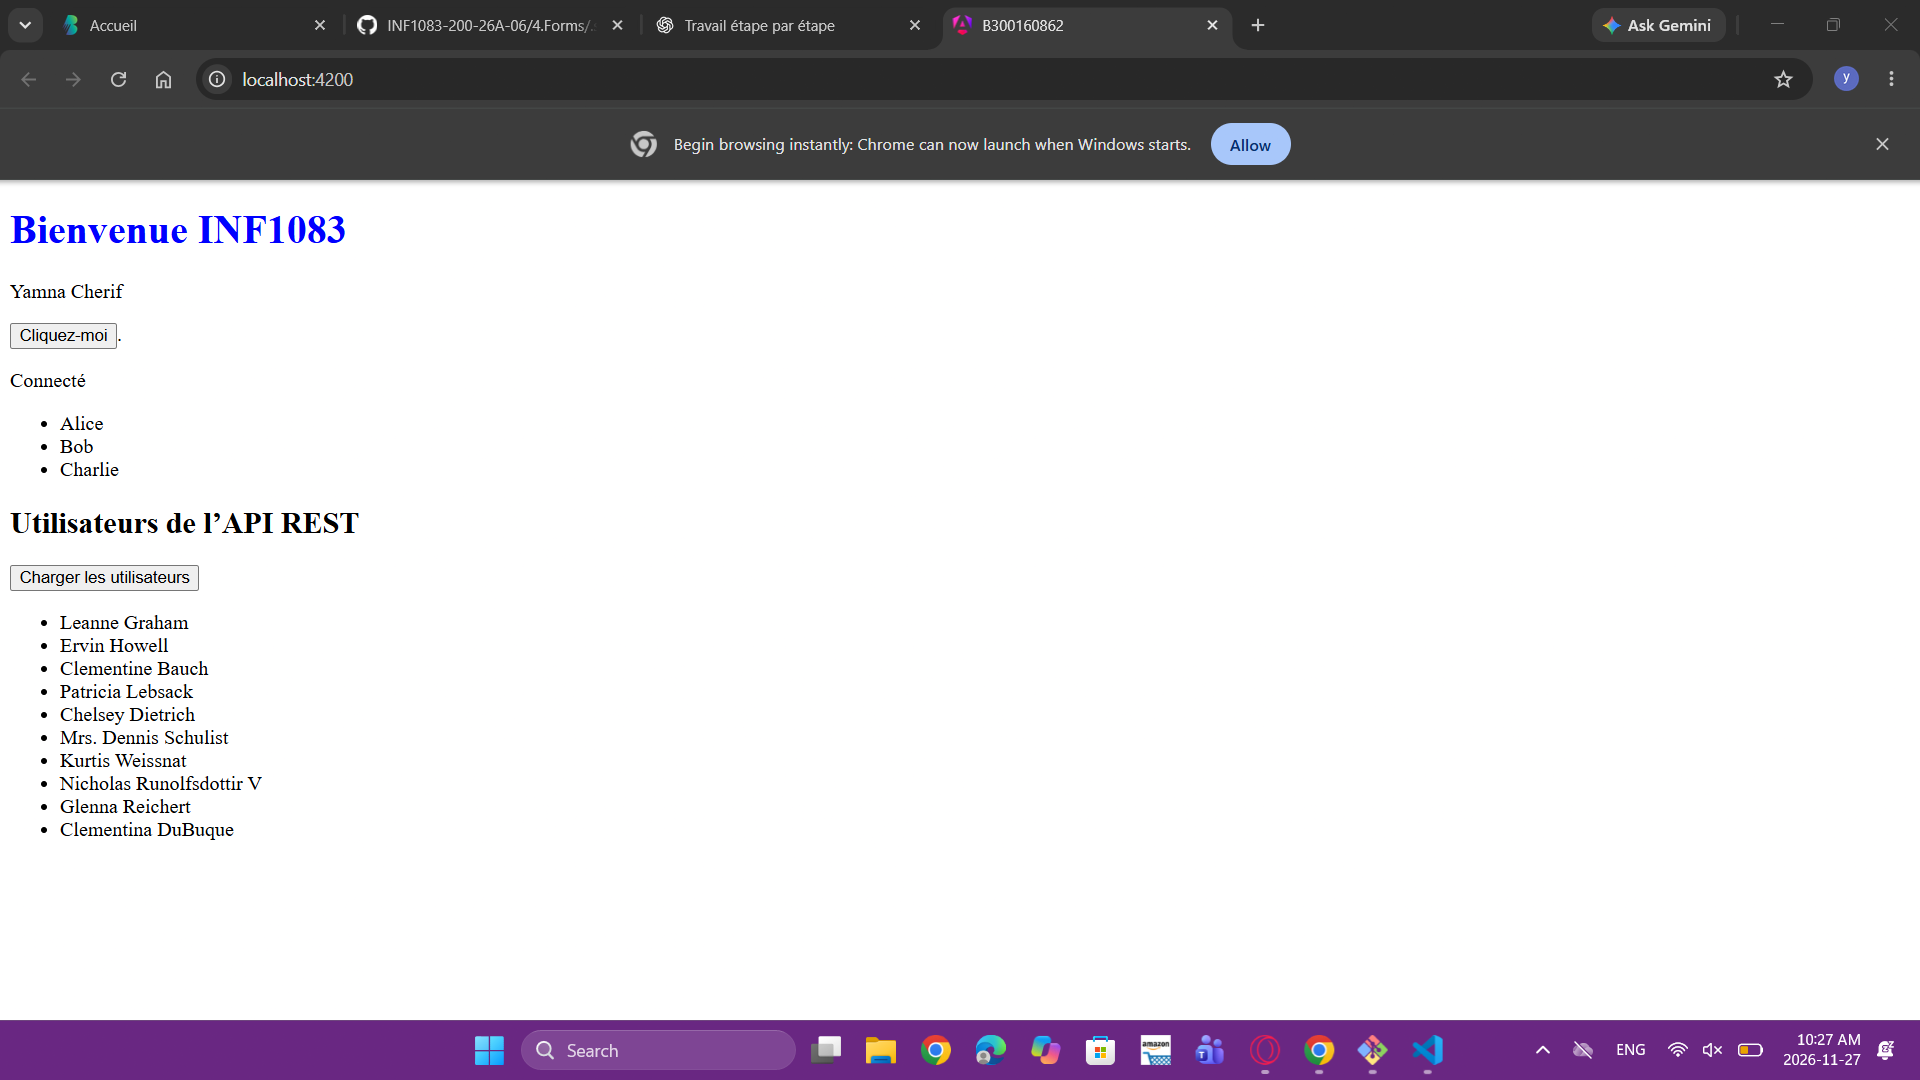 Accueil
INF1083-200-26A-06/4.Forms/
Travail étape par étape
B300160862
Ask Gemini
localhost:4200
y
Begin browsing instantly: Chrome can now launch when Windows starts.
Allow
Bienvenue INF1083
Yamna Cherif
Cliquez-moi.
Connecté
• Alice
• Bob
• Charlie
Utilisateurs de l’API REST
Charger les utilisateurs
• Leanne Graham
• Ervin Howell
• Clementine Bauch
• Patricia Lebsack
• Chelsey Dietrich
• Mrs. Dennis Schulist
• Kurtis Weissnat
• Nicholas Runolfsdottir V
• Glenna Reichert
• Clementina DuBuque
Search
amazon
ENG
10:27 AM
2026-11-27